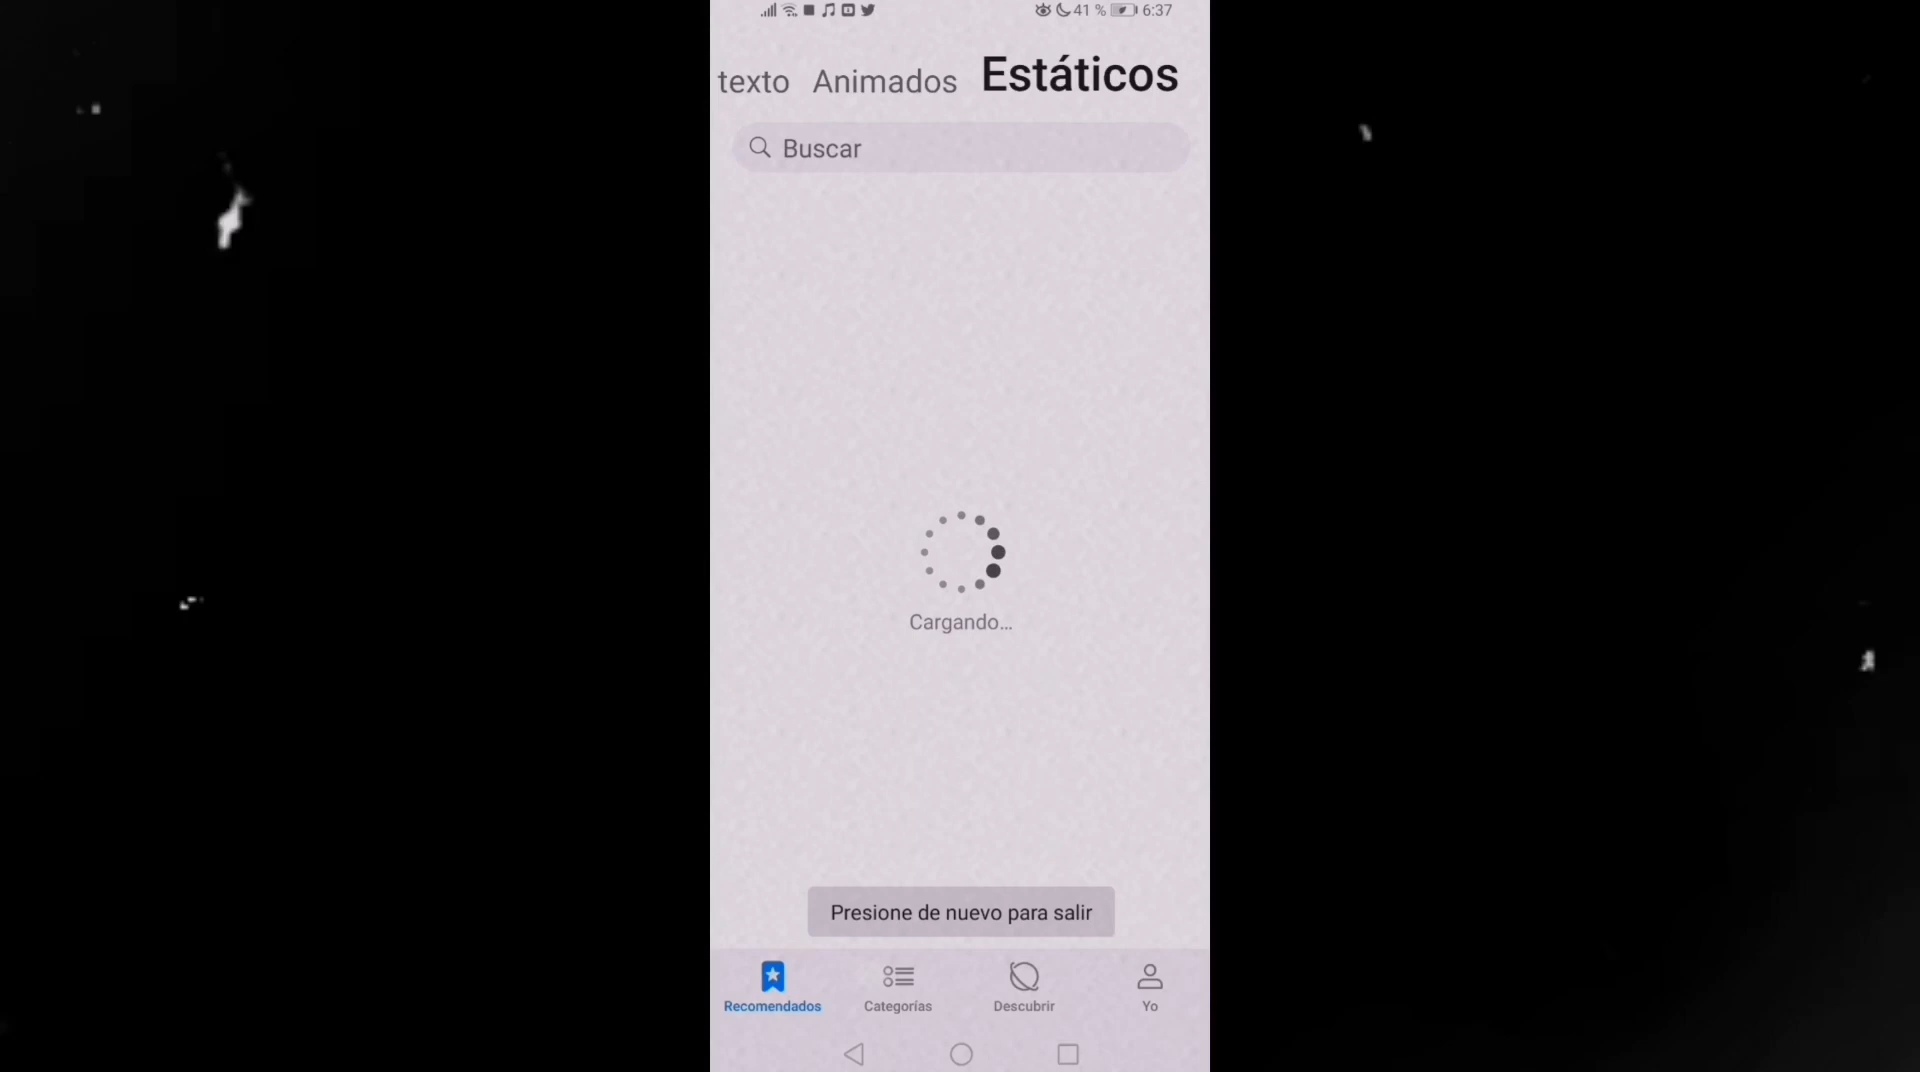 41 % 6:37
texto Animados Estáticos
Buscar
Cargando...
Presione de nuevo para salir
Recomendados Categorías Descubrir Yo